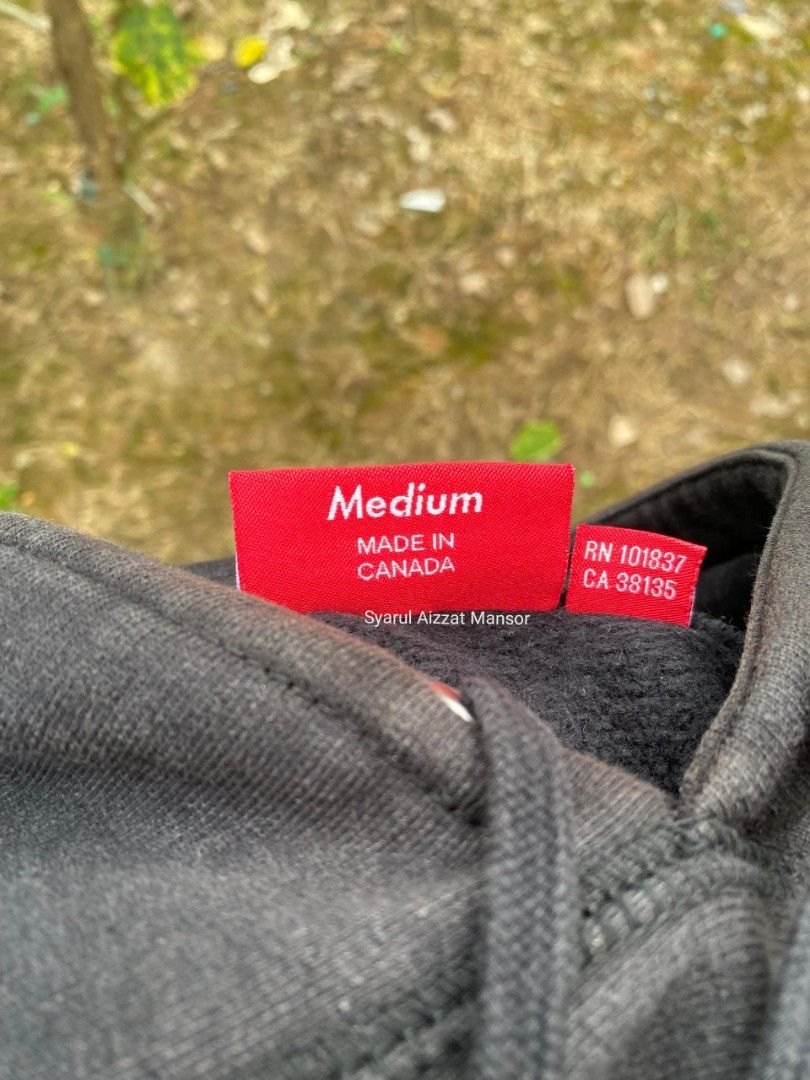 Medium
MADE IN
CANADA
RN 101837
CA 38135
Syarul Aizzat Mansor